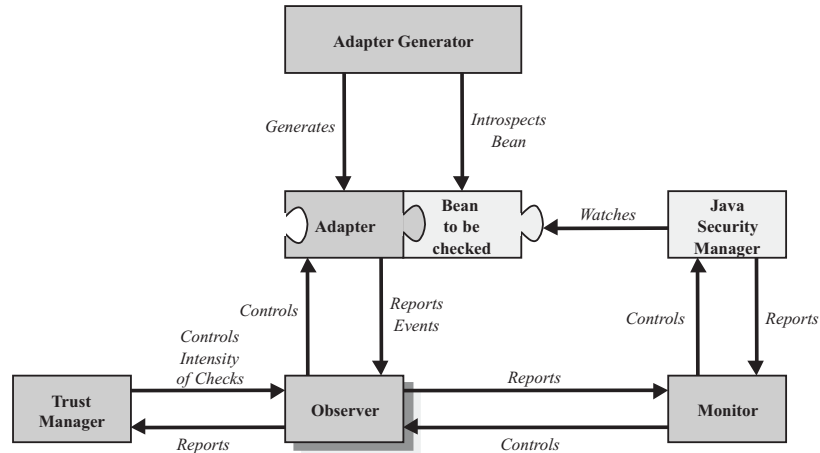 Adapter Generator
Generates
Introspects
Bean
Adapter
Bean
to be
checked
Watches
Java
Security
Manager
Controls
Reports
Events
Controls
Reports
Controls
Intensity
of Checks
Trust
Manager
Observer
Reports
Monitor
Reports
Controls